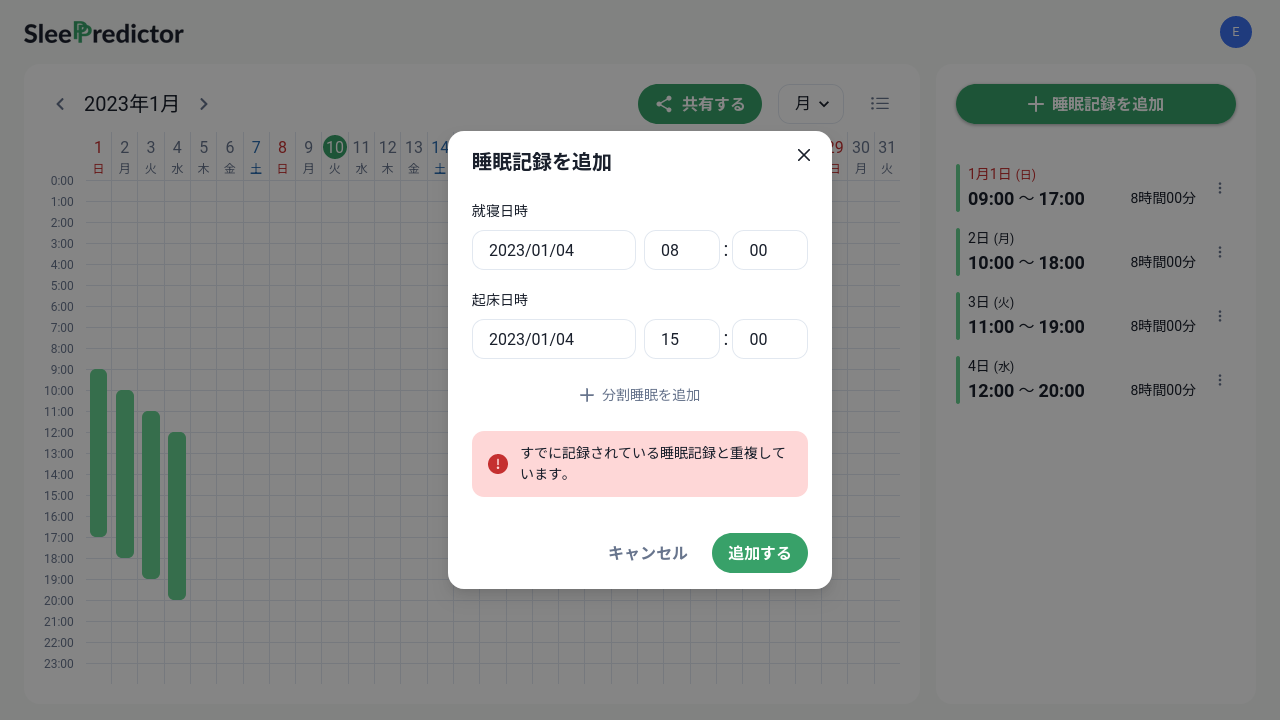 SleePredictor
E
2023年1月
共有する
月
1 2 3 4 5 6 7 8 9 10 11 12 13 14 29 30 31
日 月 火 水 木 金 土 日 月 火 水 木 金 土 日 月 火
0:00
1:00
2:00
3:00
4:00
5:00
6:00
7:00
8:00
9:00
10:00
11:00
12:00
13:00
14:00
15:00
16:00
17:00
18:00
19:00
20:00
21:00
22:00
23:00
睡眠記録を追加
就寝日時
2023/01/04 08 : 00
起床日時
2023/01/04 15 : 00
分割睡眠を追加
すでに記録されている睡眠記録と重複して
います。
キャンセル
追加する
睡眠記録を追加
1月1日 (日)
09:00 〜 17:00 8時間00分
2日 (月)
10:00 〜 18:00 8時間00分
3日 (火)
11:00 〜 19:00 8時間00分
4日 (水)
12:00 〜 20:00 8時間00分